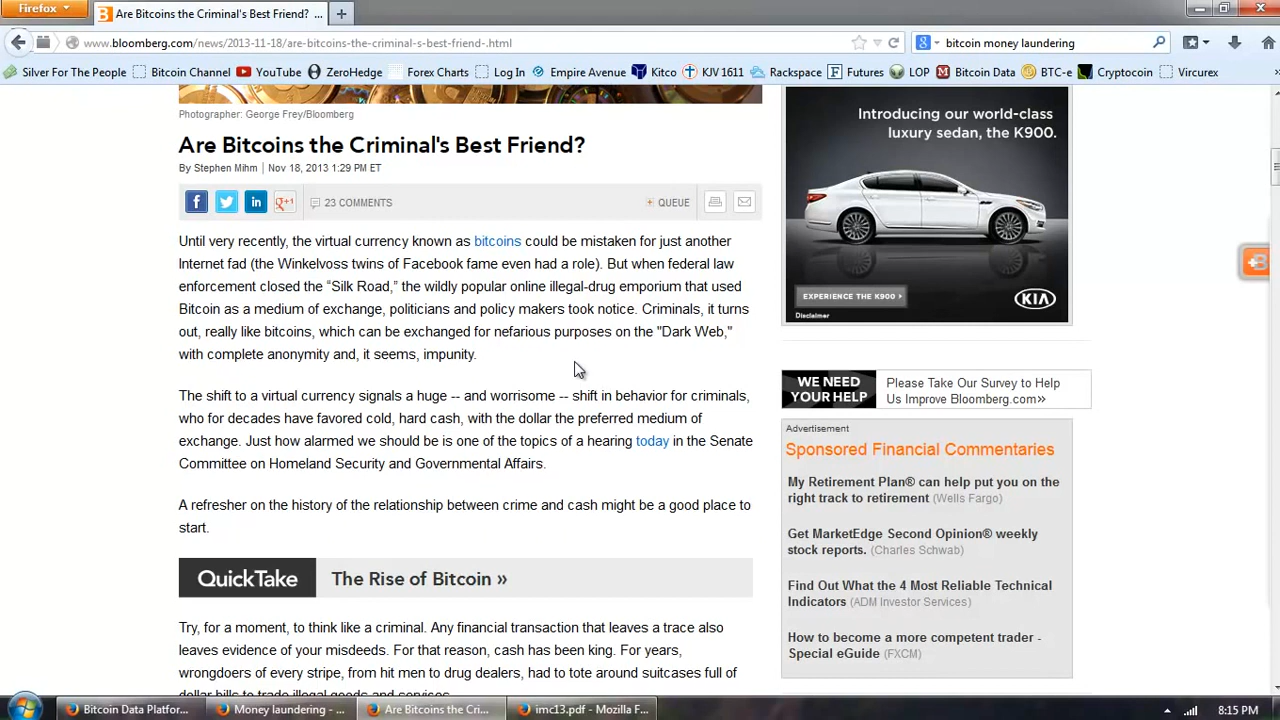 Firefox
Are Bitcoins the Criminal's Best Friend? ...
www.bloomberg.com/news/2013-11-18/are-bitcoins-the-criminal-s-best-friend-.html
bitcoin money laundering
Silver For The People
Bitcoin Channel
YouTube
ZeroHedge
Forex Charts
Log In
Empire Avenue
Kitco
KJV 1611
Rackspace
Futures
LOP
Bitcoin Data
BTC-e
Cryptocoin
Vircurex
Photographer: George Frey/Bloomberg
Are Bitcoins the Criminal's Best Friend?
By Stephen Mihm | Nov 18, 2013 1:29 PM ET
23 COMMENTS
+ QUEUE
Until very recently, the virtual currency known as bitcoins could be mistaken for just another
Internet fad (the Winkelvoss twins of Facebook fame even had a role). But when federal law
enforcement closed the “Silk Road,” the wildly popular online illegal-drug emporium that used
Bitcoin as a medium of exchange, politicians and policy makers took notice. Criminals, it turns
out, really like bitcoins, which can be exchanged for nefarious purposes on the "Dark Web,"
with complete anonymity and, it seems, impunity.
The shift to a virtual currency signals a huge -- and worrisome -- shift in behavior for criminals,
who for decades have favored cold, hard cash, with the dollar the preferred medium of
exchange. Just how alarmed we should be is one of the topics of a hearing today in the Senate
Committee on Homeland Security and Governmental Affairs.
A refresher on the history of the relationship between crime and cash might be a good place to
start.
QuickTake The Rise of Bitcoin »
Try, for a moment, to think like a criminal. Any financial transaction that leaves a trace also
leaves evidence of your misdeeds. For that reason, cash has been king. For years,
wrongdoers of every stripe, from hit men to drug dealers, had to tote around suitcases full of
dollar bills to trade illegal goods and services.
Introducing our world-class
luxury sedan, the K900.
EXPERIENCE THE K900 >
Disclaimer
KIA
WE NEED
YOUR HELP
Please Take Our Survey to Help
Us Improve Bloomberg.com»
Advertisement
Sponsored Financial Commentaries
My Retirement Plan® can help put you on the
right track to retirement (Wells Fargo)
Get MarketEdge Second Opinion® weekly
stock reports. (Charles Schwab)
Find Out What the 4 Most Reliable Technical
Indicators (ADM Investor Services)
How to become a more competent trader -
Special eGuide (FXCM)
Bitcoin Data Platfor...
Money laundering - ...
Are Bitcoins the Cri...
imc13.pdf - Mozilla F...
8:15 PM